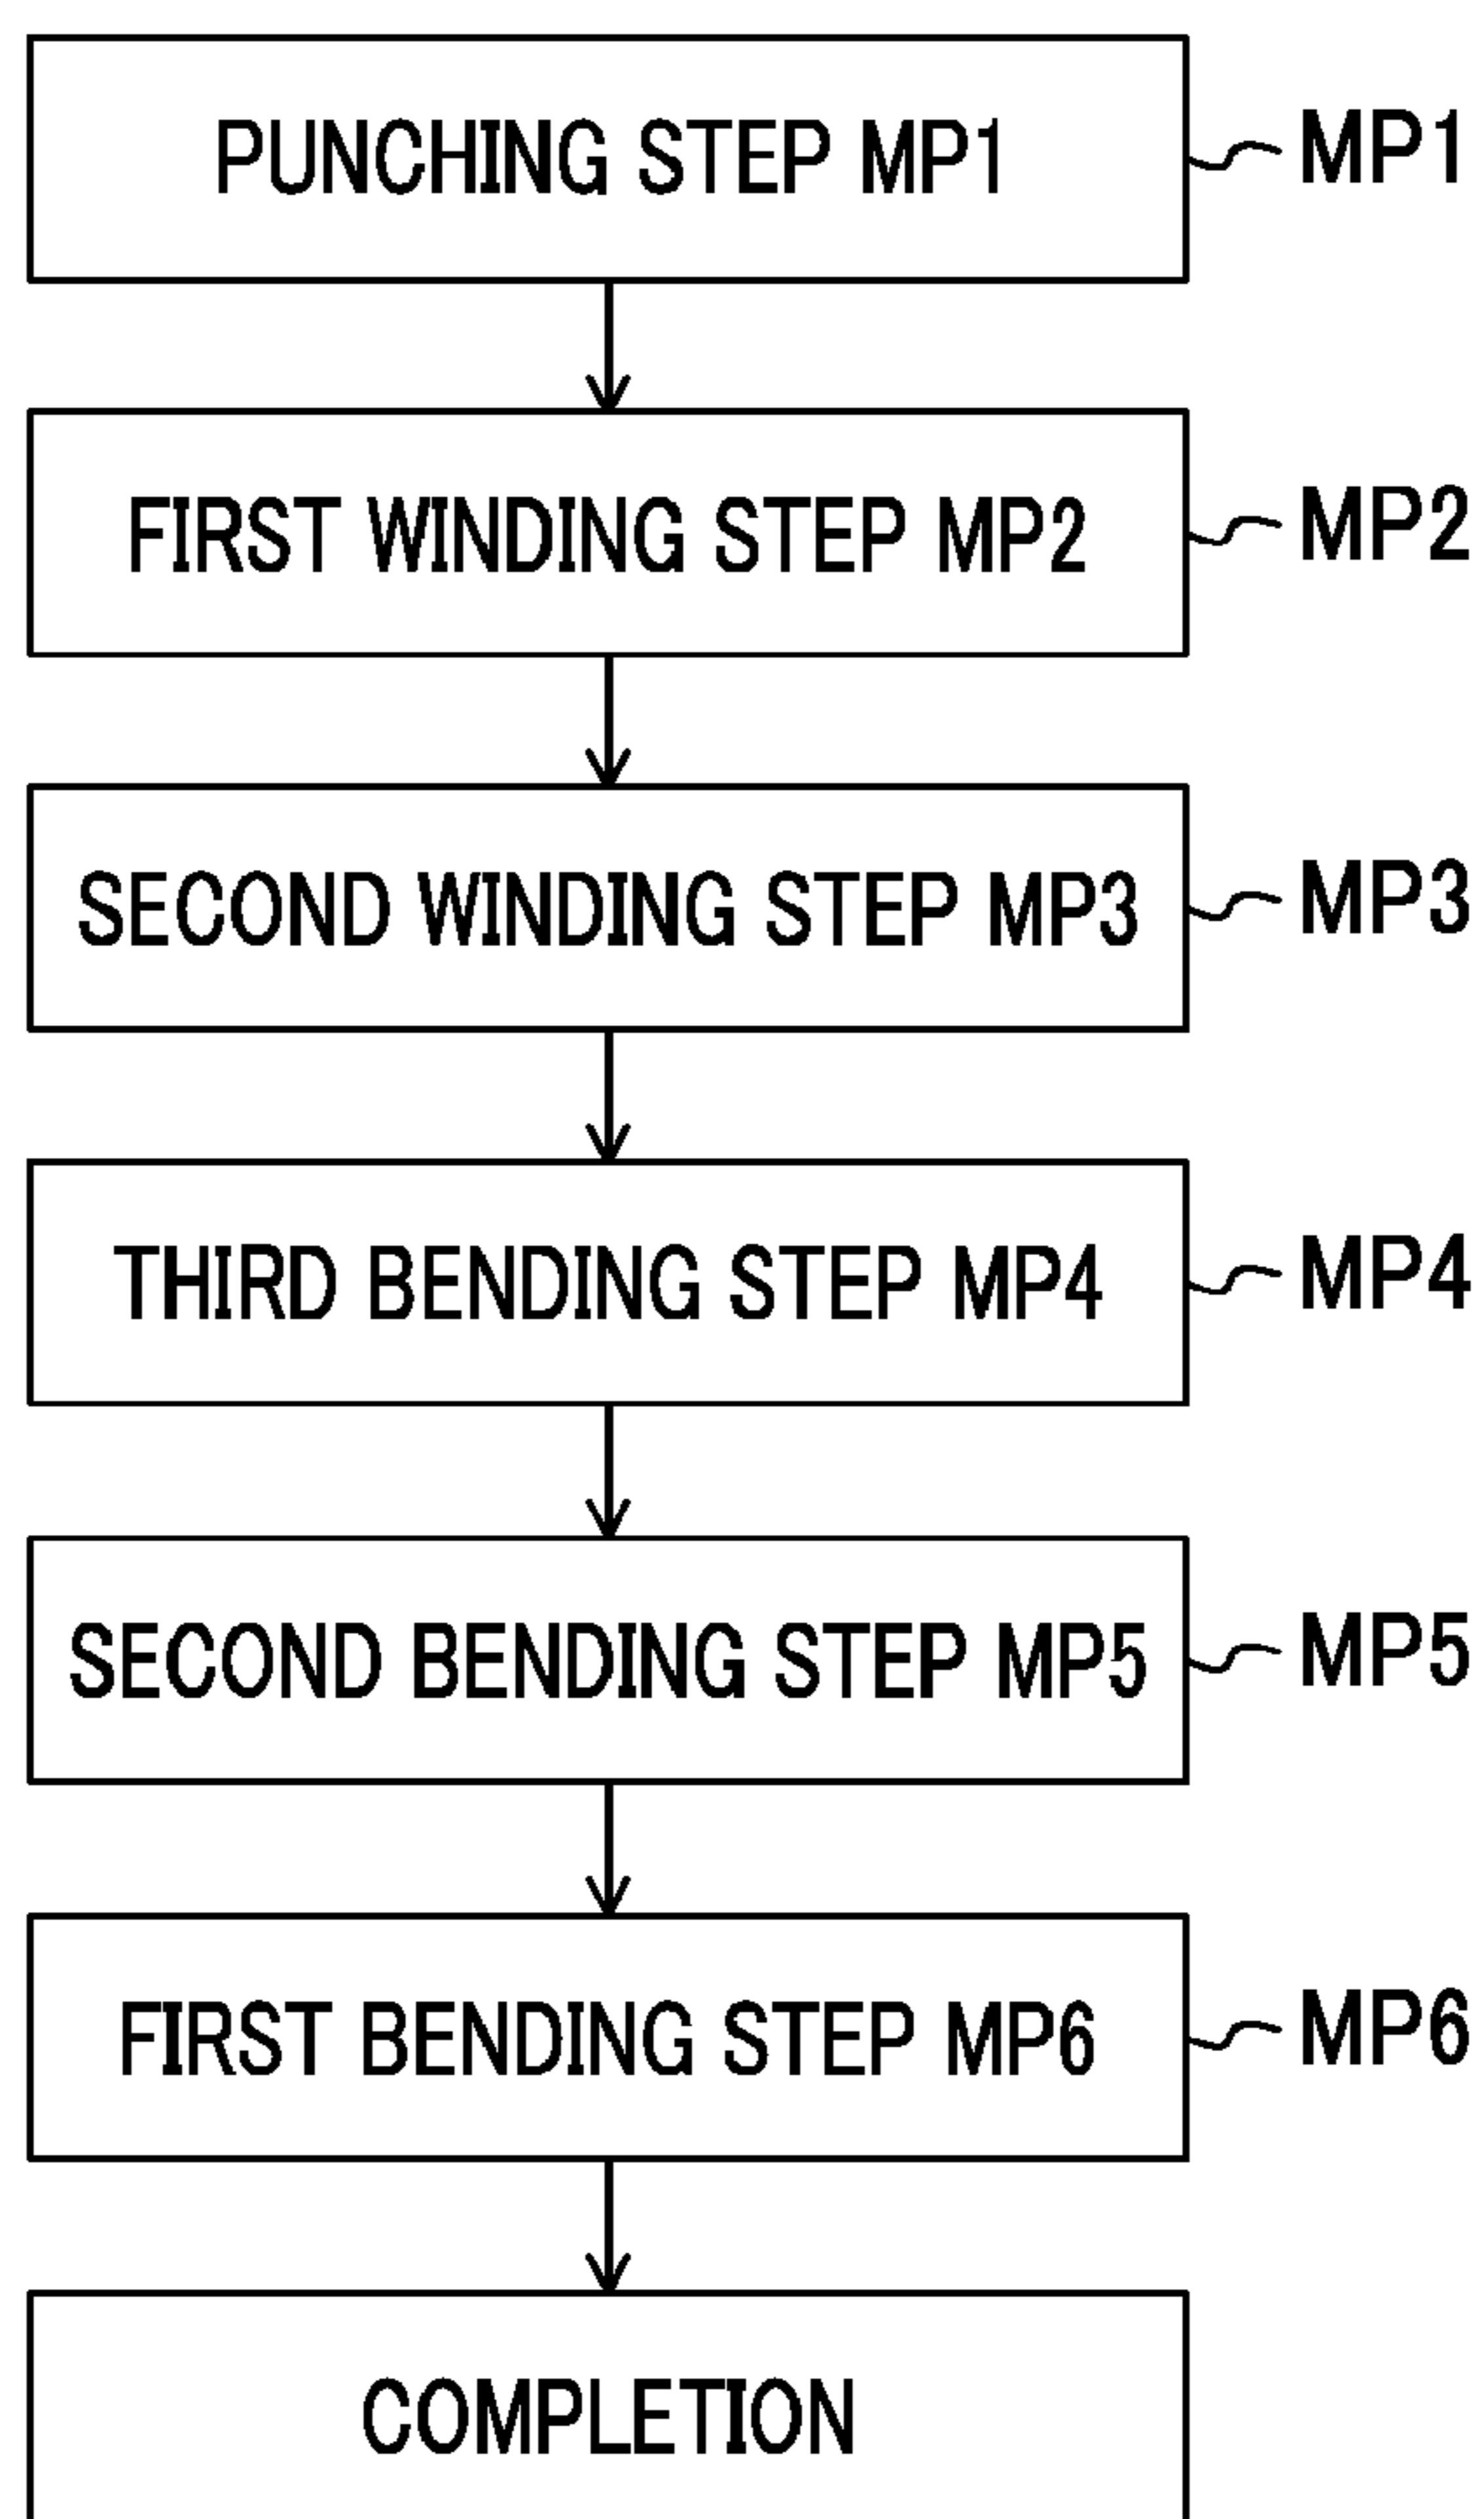 PUNCHING STEP MP1
MP1
FIRST WINDING STEP MP2
MP2
SECOND WINDING STEP MP3
MP3
THIRD BENDING STEP MP4
MP4
SECOND BENDING STEP MP5
MP5
FIRST BENDING STEP MP6
MP6
COMPLETION